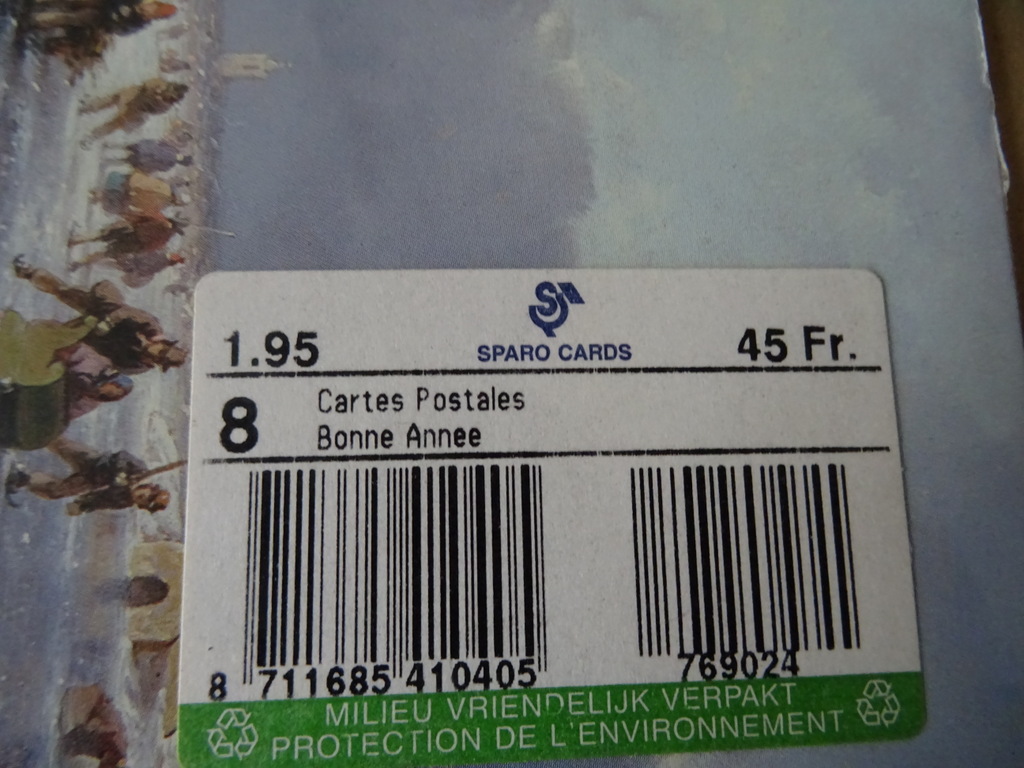 1.95
SPARO CARDS
45 Fr.
8 Cartes Postales
Bonne Annee
8 711685 410405
769024
MILIEU VRIENDELIJK VERPAKT
PROTECTION DE L'ENVIRONNEMENT